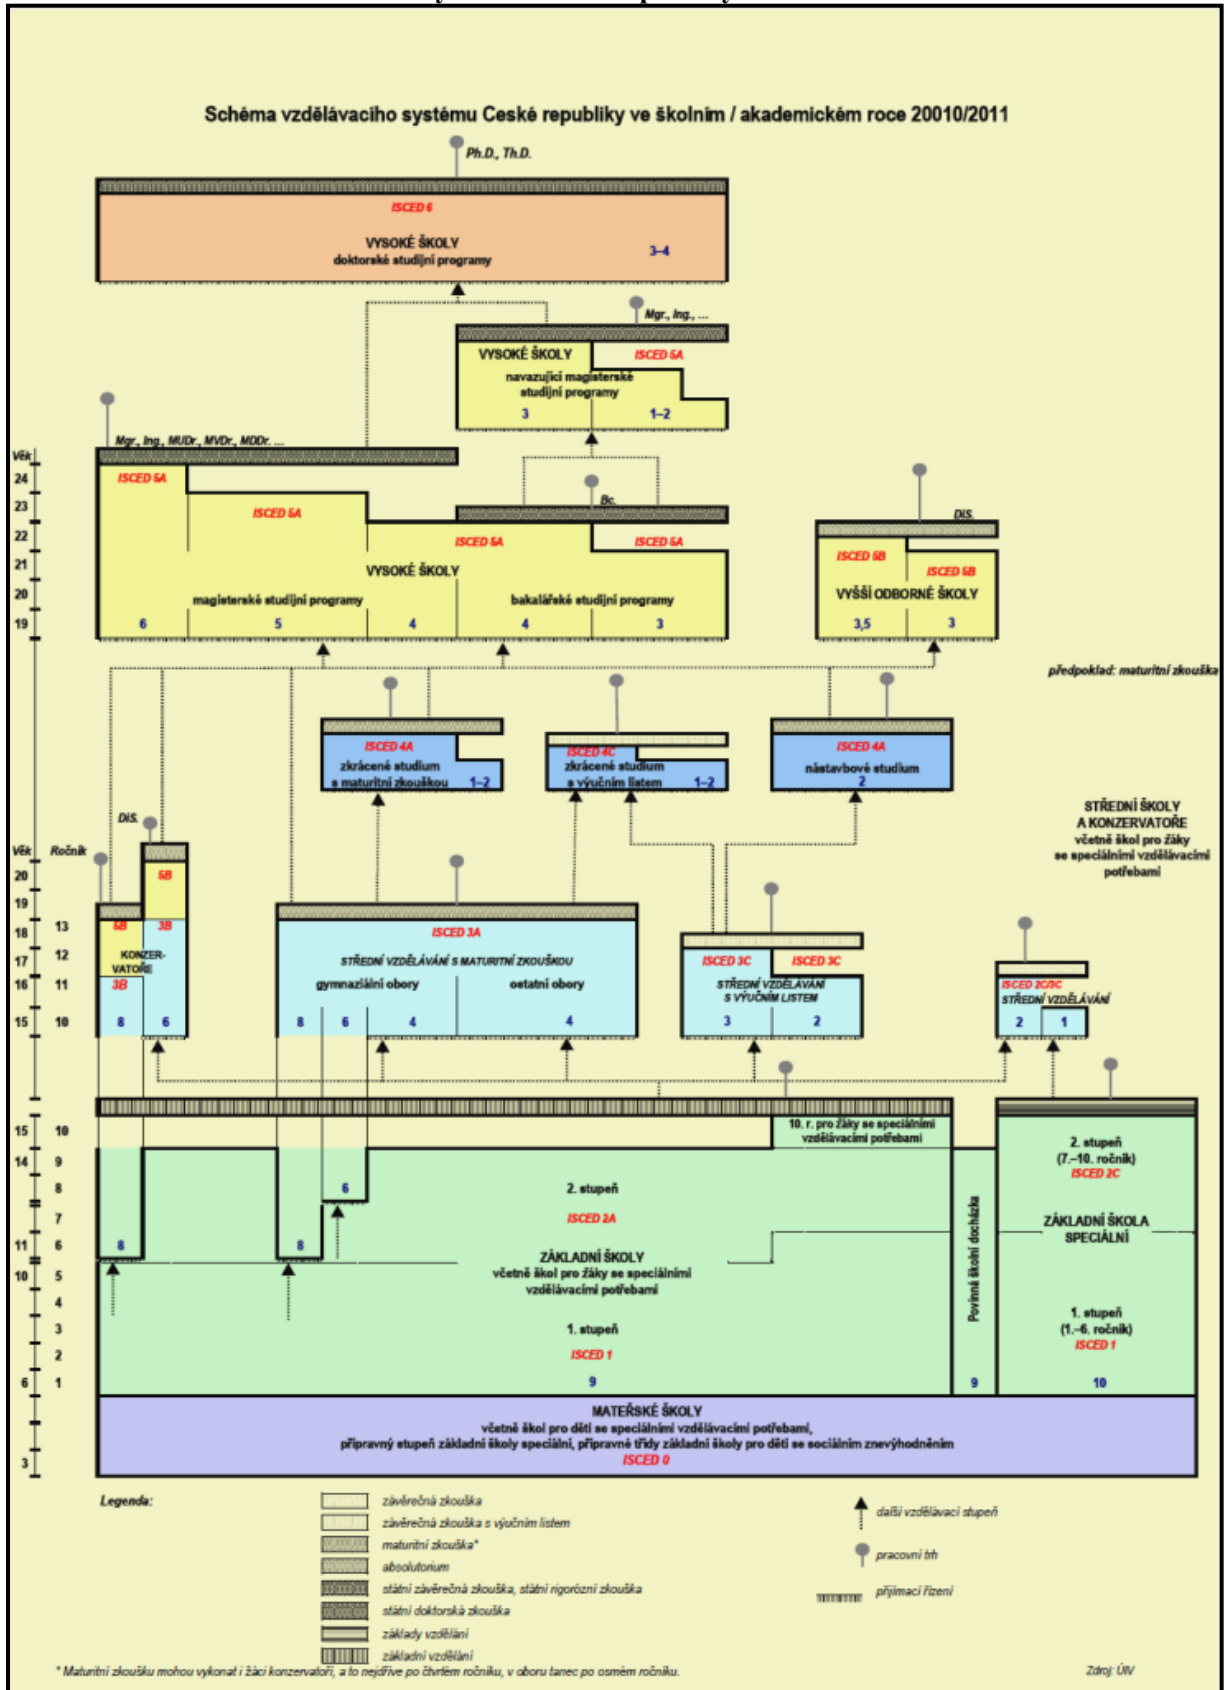 Schéma vzdělávacího systému České republiky ve školním / akademickém roce 20010/2011
Ph.D., Th.D.
ISCED 6
VYSOKÉ ŠKOLY
doktorské studijní programy
3–4
Mgr., Ing., ...
VYSOKÉ ŠKOLY
ISCED 5A
navazující magisterské
studijní programy
3
1–2
Mgr., Ing., MUDr., MVDr., MDDr. ...
Věk
24
23
22
21
20
19
ISCED 5A
ISCED 5A
Bc.
ISCED 5A
ISCED 5A
VYSOKÉ ŠKOLY
magisterské studijní programy
bakalářské studijní programy
6
5
4
4
3
DiS.
ISCED 5B
ISCED 5B
VYŠŠÍ ODBORNÉ ŠKOLY
3,5
3
předpoklad: maturitní zkouška
ISCED 4A
zkrácené studium
s maturitní zkouškou
1–2
ISCED 4C
zkrácené studium
s výučním listem
1–2
ISCED 4A
nástavbové studium
2
STŘEDNÍ ŠKOLY
A KONZERVATOŘE
včetně škol pro žáky
se speciálními vzdělávacími
potřebami
DiS.
Věk
Ročník
20
19
18
13
17
12
16
11
15
10
5B
5B
3B
KONZER-
VATOŘE
3B
8
6
ISCED 3A
STŘEDNÍ VZDĚLÁVÁNÍ S MATURITNÍ ZKOUŠKOU
gymnaziální obory
ostatní obory
8
6
4
4
ISCED 3C
ISCED 3C
STŘEDNÍ VZDĚLÁVÁNÍ
S VÝUČNÍM LISTEM
3
2
ISCED 2C/3C
STŘEDNÍ VZDĚLÁVÁNÍ
2
1
15
10
14
9
8
7
11
6
10
5
4
3
2
6
1
3
10. r. pro žáky se speciálními
vzdělávacími potřebami
8
8
6
2. stupeň
ISCED 2A
ZÁKLADNÍ ŠKOLY
včetně škol pro žáky se speciálními
vzdělávacími potřebami
1. stupeň
ISCED 1
9
Povinná školní docházka
9
2. stupeň
(7.–10. ročník)
ISCED 2C
ZÁKLADNÍ ŠKOLA
SPECIÁLNÍ
1. stupeň
(1.–6. ročník)
ISCED 1
10
MATEŘSKÉ ŠKOLY
včetně škol pro děti se speciálními vzdělávacími potřebami,
přípravný stupeň základní školy speciální, přípravné třídy základní školy pro děti se sociálním znevýhodněním
ISCED 0
Legenda:
závěrečná zkouška
závěrečná zkouška s výučním listem
maturitní zkouška*
absolutorium
státní závěrečná zkouška, státní rigorózní zkouška
státní doktorská zkouška
základy vzdělání
základní vzdělání
další vzdělávací stupeň
pracovní trh
přijímací řízení
* Maturitní zkoušku mohou vykonat i žáci konzervatoří, a to nejdříve po čtvrtém ročníku, v oboru tanec po osmém ročníku.
Zdroj: ÚIV